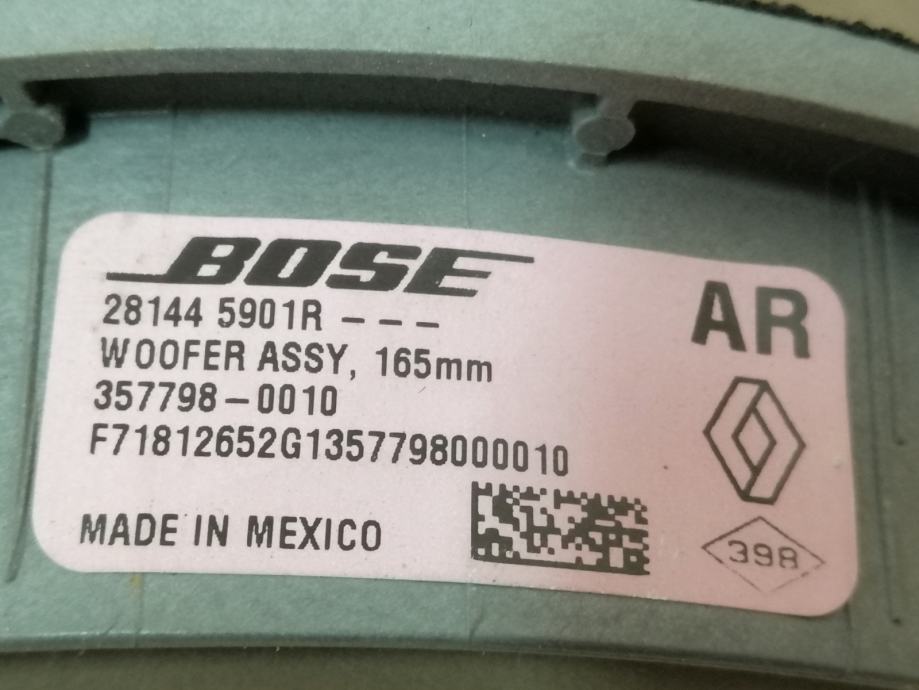 BOSE
AR
28144 5901R ---
WOOFER ASSY, 165mm
357798-0010
F71812652G1357798000010
MADE IN MEXICO
398